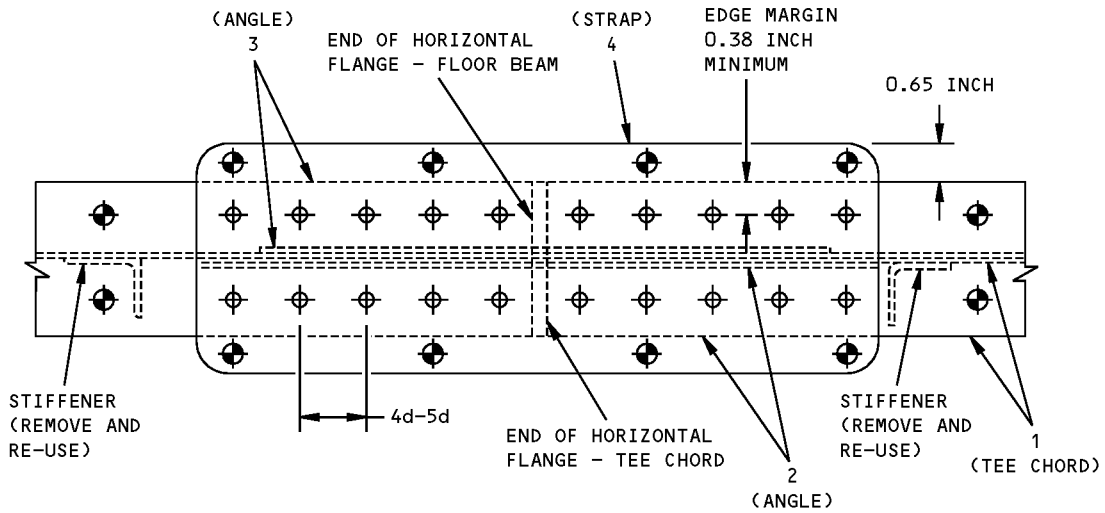 (ANGLE)
3
END OF HORIZONTAL
FLANGE - FLOOR BEAM
(STRAP)
4
EDGE MARGIN
0.38 INCH
MINIMUM
0.65 INCH
STIFFENER
(REMOVE AND
RE-USE)
4d-5d
END OF HORIZONTAL
FLANGE - TEE CHORD
2
(ANGLE)
STIFFENER
(REMOVE AND
RE-USE)
1
(TEE CHORD)